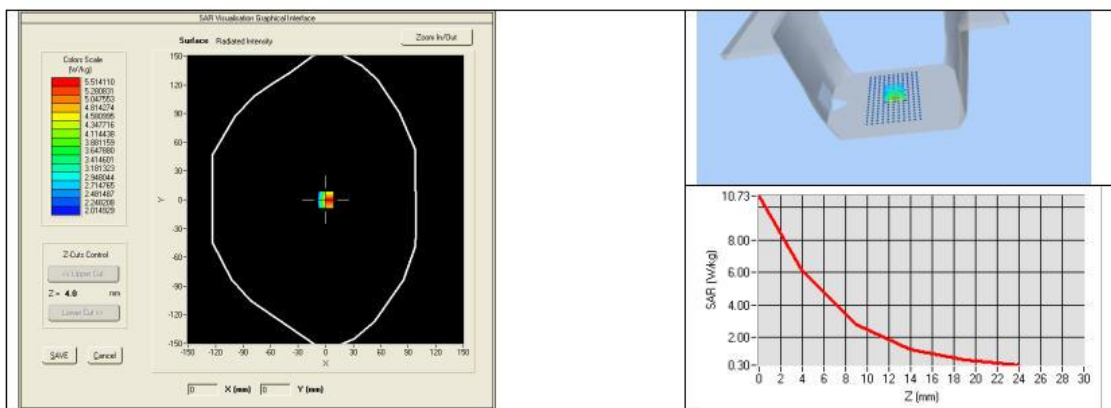 SAR Visualisation Graphical Interface
Surface Radiated Intensity
Zoom In/Out
Colors Scale
(W/kg)
5.514110
5.280831
5.047553
4.814274
4.580995
4.347716
4.114438
3.881159
3.647880
3.414601
3.181323
2.948044
2.714765
2.481487
2.248208
2.014929
Z-Cuts Control
<< Upper Cut
Z = 4.0 mm
Lower Cut >>
SAVE Cancel
150
120
90
60
30
Y 0
-30
-60
-90
-120
-150
-150 -120 -90 -60 -30 0 30 60 90 120 150
X
0 X (mm) 0 Y (mm)
10.73
8.00
6.00
4.00
2.00
0.30
SAR (W/kg)
0 2 4 6 8 10 12 14 16 18 20 22 24 26 28 30
Z (mm)